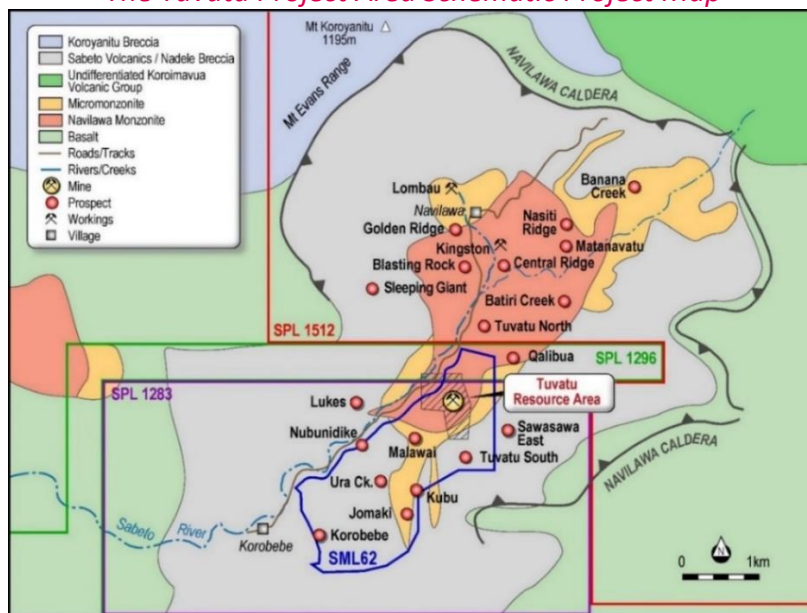 The Tuvatu Project Area Schematic Project Map
Koroyanitu Breccia
Sabeto Volcanics / Nadele Breccia
Undifferentiated Koroimavua
Volcanic Group
Micromonzonite
Navilawa Monzonite
Basalt
Roads/Tracks
Rivers/Creeks
Mine
Prospect
Workings
Village
Mt Koroyanitu
1195m
Mt Evans Range
NAVILAWA CALDERA
Lombau
Navilawa
Banana
Creek
Golden Ridge
Nasiti
Ridge
Kingston
Matanavatu
Blasting Rock
Central Ridge
Sleeping Giant
Batiri Creek
Tuvatu North
SPL 1512
Qalibua
SPL 1296
SPL 1283
Tuvatu
Resource Area
Lukes
Nubunidike
Sawasawa
East
Malawai
Tuvatu South
NAVILAWA CALDERA
Ura Ck.
Kubu
Jomaki
Sabeto River
Korobebe
Korobebe
SML62
N
0 1km